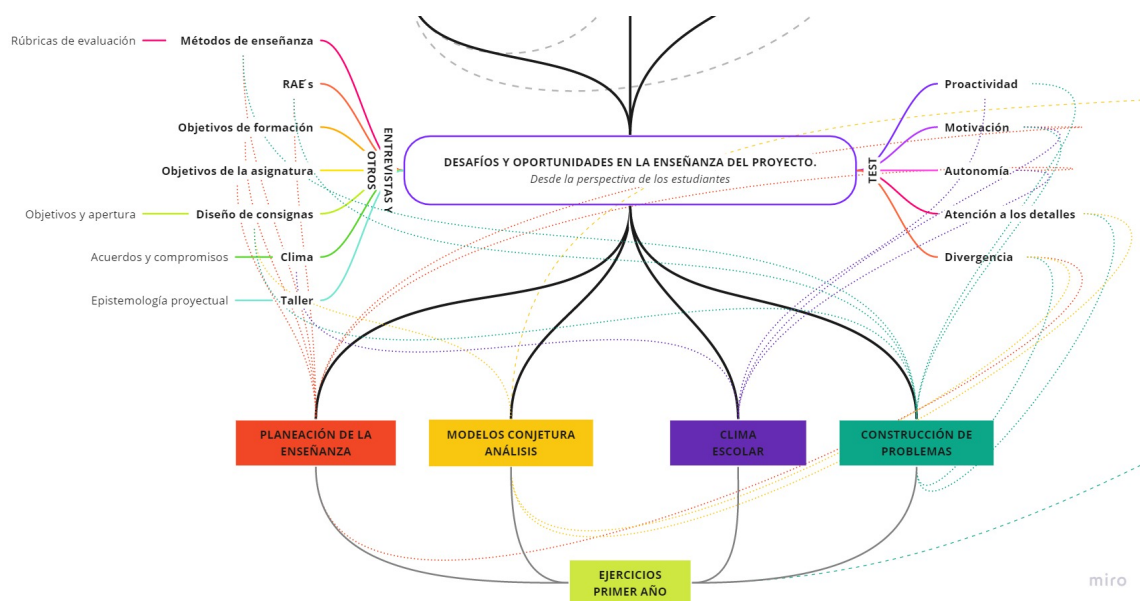 Rúbricas de evaluación
Métodos de enseñanza
RAE´s
Objetivos de formación
Objetivos de la asignatura
Objetivos y apertura
Diseño de consignas
Acuerdos y compromisos
Clima
Epistemología proyectual
Taller
ENTREVISTAS Y
OTROS
DESAFÍOS Y OPORTUNIDADES EN LA ENSEÑANZA DEL PROYECTO.
Desde la perspectiva de los estudiantes
TEST
Proactividad
Motivación
Autonomía
Atención a los detalles
Divergencia
PLANEACIÓN DE LA
ENSEÑANZA
MODELOS CONJETURA
ANÁLISIS
CLIMA
ESCOLAR
CONSTRUCCIÓN DE
PROBLEMAS
EJERCICIOS
PRIMER AÑO
miro